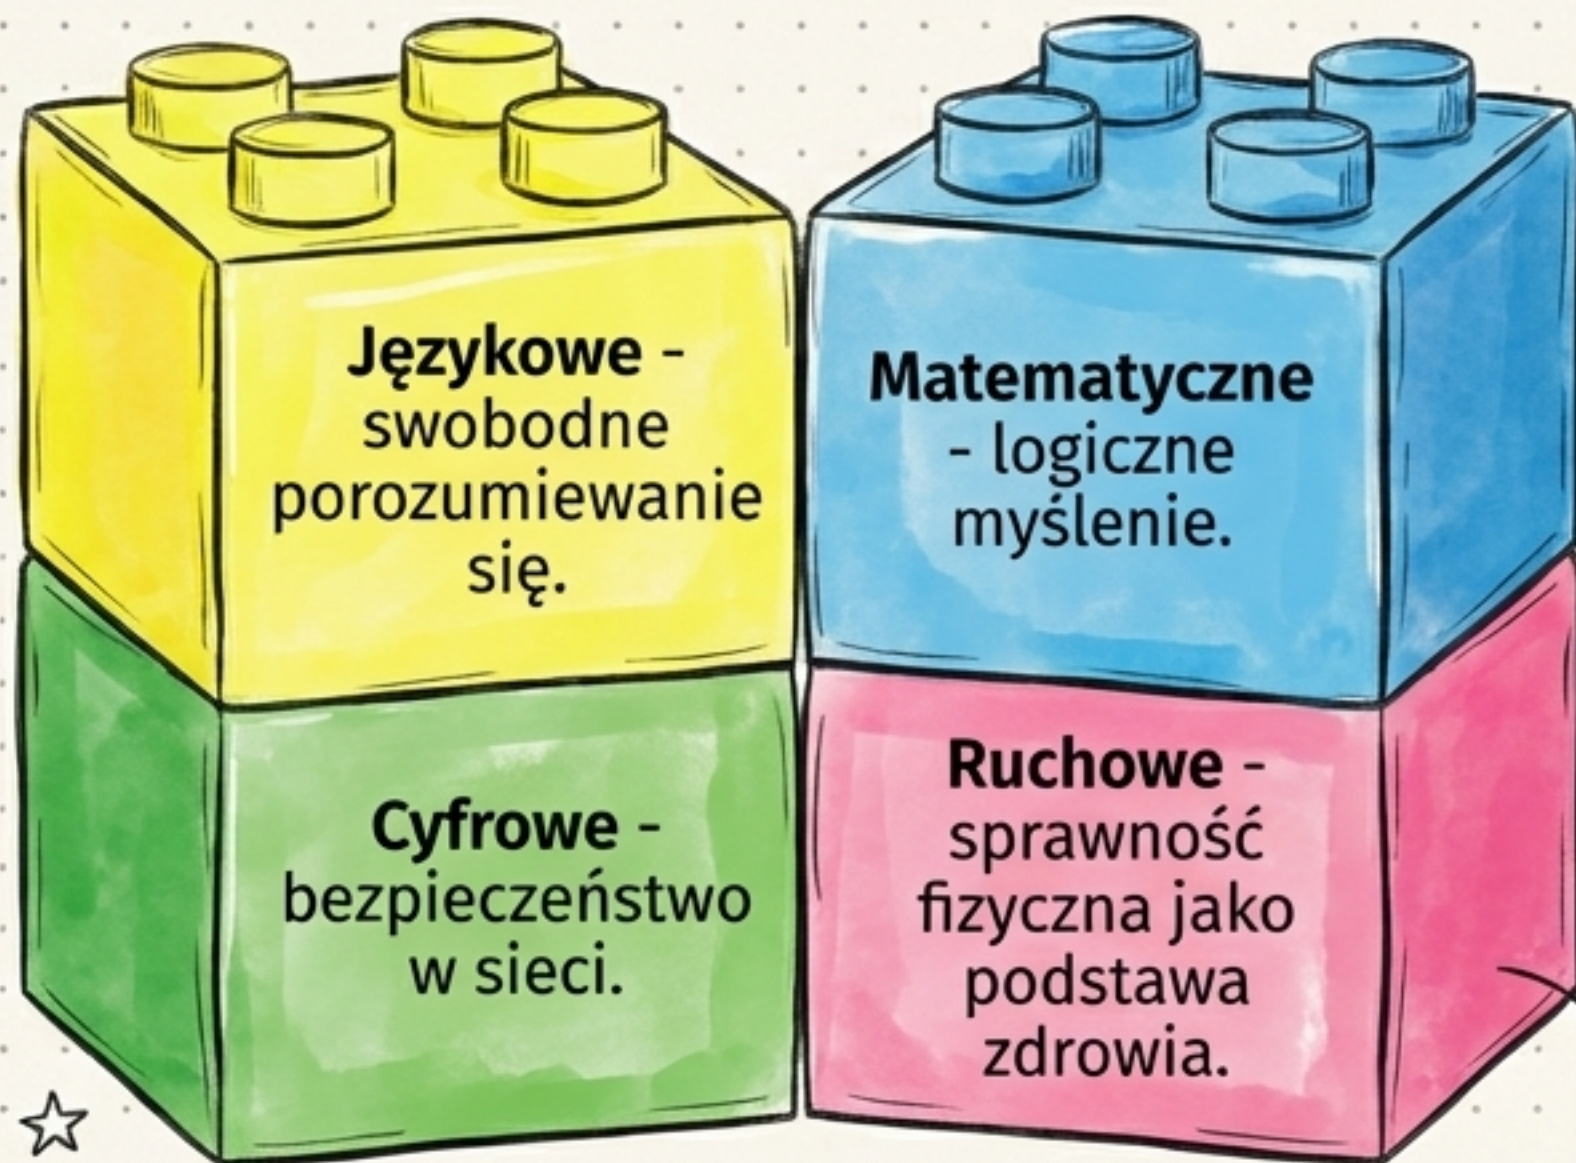 Językowe -
swobodne
porozumiewanie
się.
Matematyczne
- logiczne
myślenie.
Cyfrowe -
bezpieczeństwo
w sieci.
Ruchowe -
sprawność
fizyczna jako
podstawa
zdrowia.